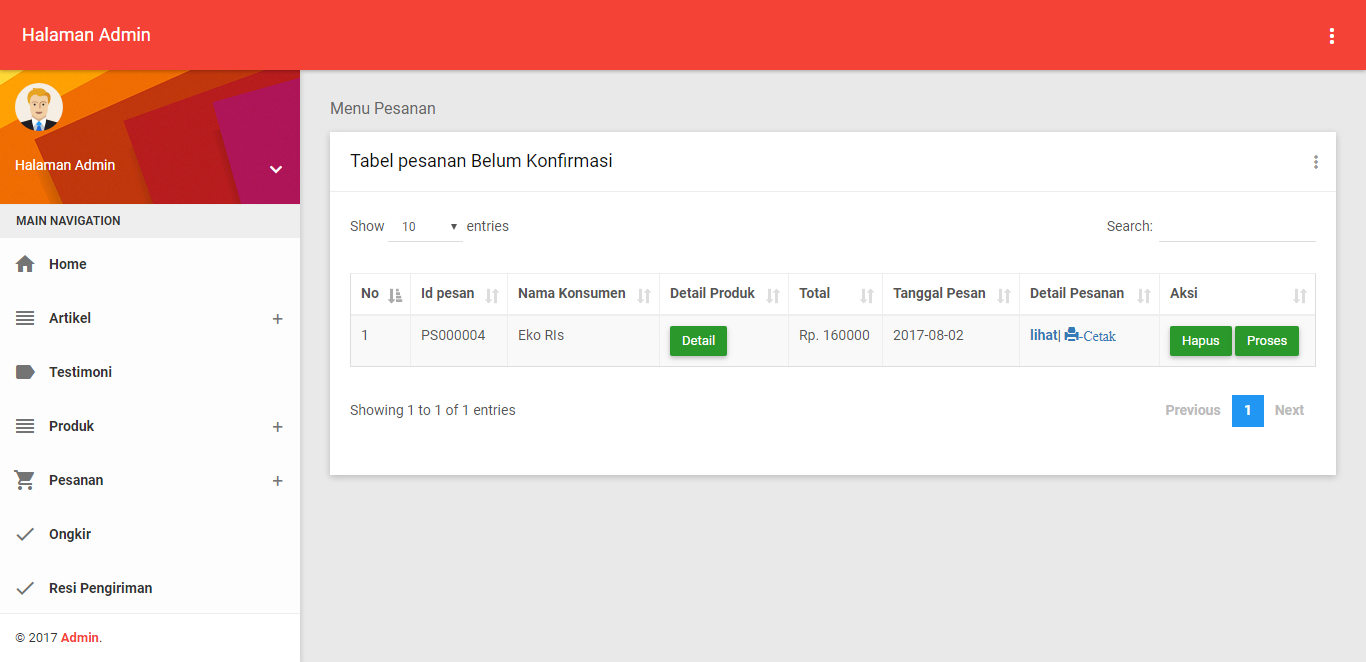 Halaman Admin
Halaman Admin
MAIN NAVIGATION
Home
Artikel +
Testimoni
Produk +
Pesanan +
Ongkir
Resi Pengiriman
© 2017 Admin.
Menu Pesanan
Tabel pesanan Belum Konfirmasi
Show 10 entries Search:
No Id pesan Nama Konsumen Detail Produk Total Tanggal Pesan Detail Pesanan Aksi
1 PS000004 Eko RIs Detail Rp. 160000 2017-08-02 lihat| -Cetak Hapus Proses
Showing 1 to 1 of 1 entries Previous 1 Next